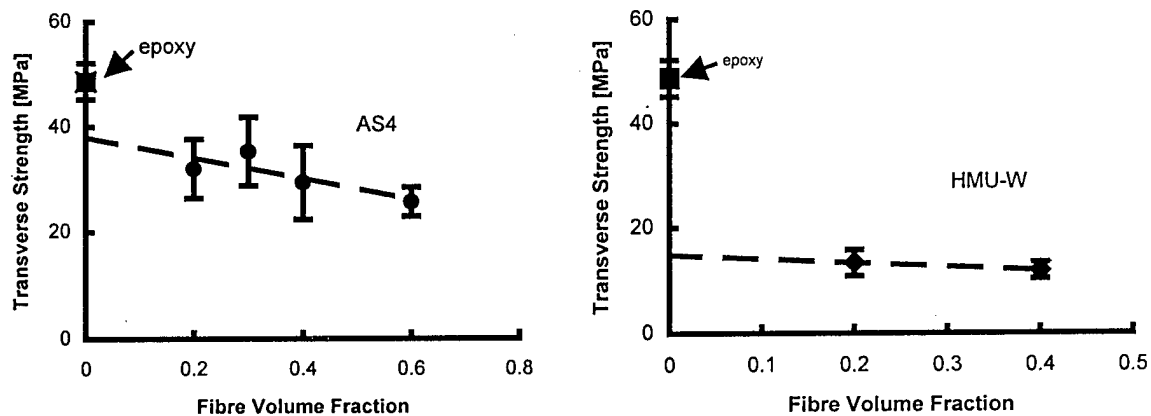 Transverse Strength [MPa]
60
40
20
0
epoxy
AS4
0 0.2 0.4 0.6 0.8
Fibre Volume Fraction
Transverse Strength [MPa]
60
40
20
0
epoxy
HMU-W
0 0.1 0.2 0.3 0.4 0.5
Fibre Volume Fraction